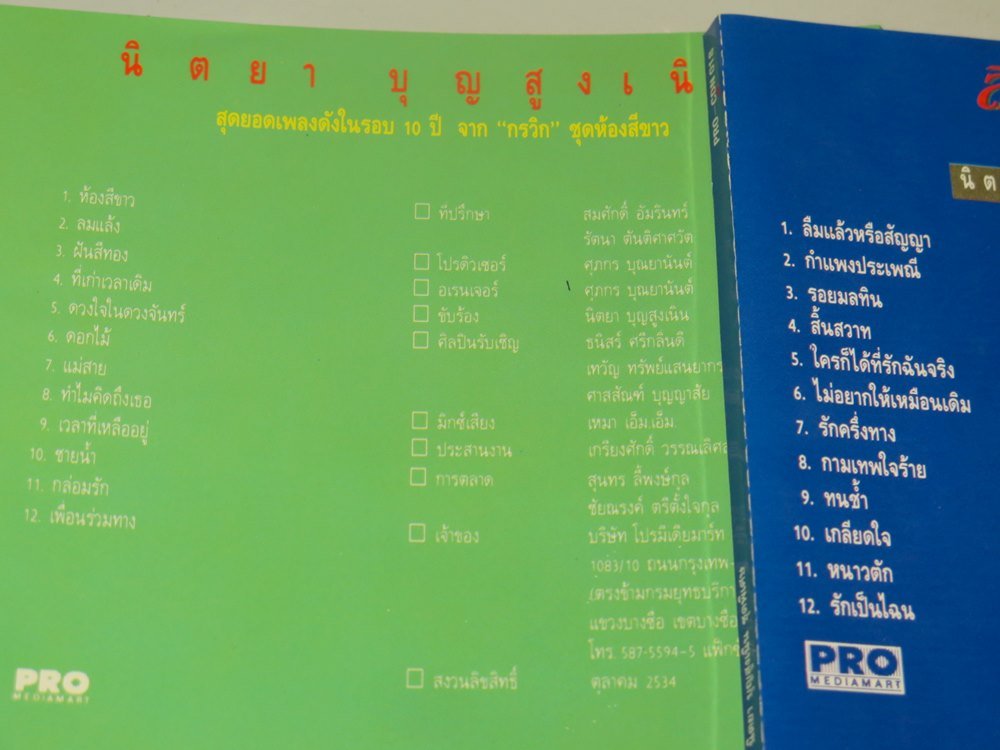 นิตยา บุญสูงเนิ
สุดยอดเพลงดังในรอบ 10 ปี จาก "กรวิก" ชุดห้องสีขาว
1. ห้องสีขาว
2. ลมแล้ง
3. ฝันสีทอง
4. ที่เก่าเวลาเดิม
5. ดวงใจในดวงจันทร์
6. ดอกไม้
7. แม่สาย
8. ทำไมคิดถึงเธอ
9. เวลาที่เหลืออยู่
10. ชายน้ำ
11. กล่อมรัก
12. เพื่อนร่วมทาง
ที่ปรึกษา สมศักดิ์ อัมรินทร์
รัตนา ตันติศาศวัต
โปรดิวเซอร์ ศุภกร บุณยานันต์
อเรนเจอร์ ศุภกร บุณยานันต์
ขับร้อง นิตยา บุญสูงเนิน
ศิลปินรับเชิญ ธนิสร์ ศรีกลิ่นดี
เทวัญ ทรัพย์แสนยากร
ศาสสัณฑ์ บุญญาสัย
มิกซ์เสียง เหมา เอ็ม.เอ็ม.
ประสานงาน เกรียงศักดิ์ วรรณเลิศ
การตลาด สุนทร ลี้พงษ์กุล
ชัยณรงค์ ตรีตั้งใจกุล
เจ้าของ บริษัท โปรมีเดียมาร์ท
1083/10 ถนนกรุงเทพ-
(ตรงข้ามกรมยุทธบริกา
แขวงบางซื่อ เขตบางซื่อ
โทร. 587-5594-5 แฟ็กซ์
สงวนลิขสิทธิ์ ตุลาคม 2534
PRO
MEDIAMART
นิต
1. ลืมแล้วหรือสัญญา
2. กำแพงประเพณี
3. รอยมลทิน
4. สิ้นสวาท
5. ใครก็ได้ที่รักฉันจริง
6. ไม่อยากให้เหมือนเดิม
7. รักครึ่งทาง
8. กามเทพใจร้าย
9. ทนช้ำ
10. เกลียดใจ
11. หนาวตัก
12. รักเป็นไฉน
PRO
MEDIAMART